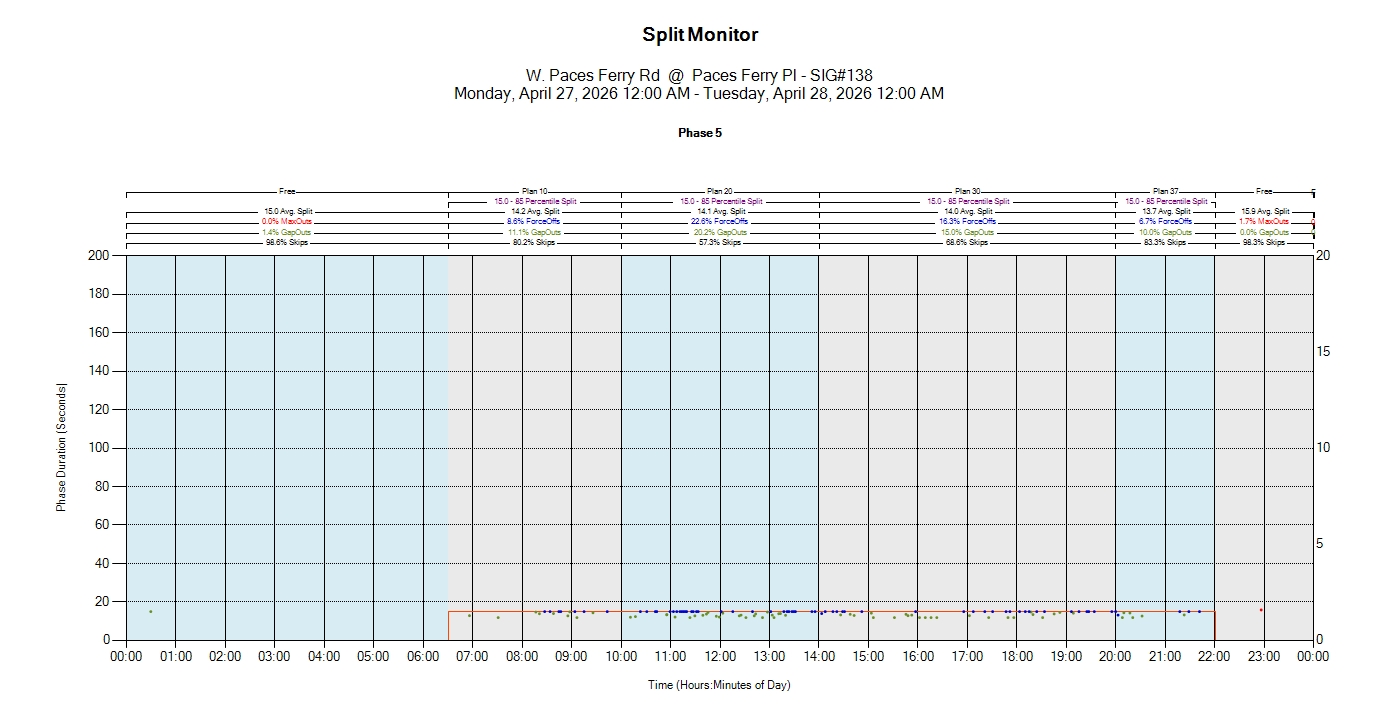 Split Monitor
W. Paces Ferry Rd @ Paces Ferry Pl - SIG#138
Monday, April 27, 2026 12:00 AM - Tuesday, April 28, 2026 12:00 AM
Phase 5
Free Plan 10 Plan 20 Plan 30 Plan 37 Free
15.0 - 85 Percentile Split 15.0 - 85 Percentile Split 15.0 - 85 Percentile Split 15.0 - 85 Percentile Split
15.0 Avg. Split 14.2 Avg. Split 14.1 Avg. Split 14.0 Avg. Split 13.7 Avg. Split 15.9 Avg. Split
0.0% MaxOuts 8.6% ForceOffs 22.6% ForceOffs 16.3% ForceOffs 6.7% ForceOffs 1.7% MaxOuts
1.4% GapOuts 11.1% GapOuts 20.2% GapOuts 15.0% GapOuts 10.0% GapOuts 0.0% GapOuts
98.6% Skips 80.2% Skips 57.3% Skips 68.6% Skips 83.3% Skips 98.3% Skips
200 20
180
160
15
140
120
100 10
80
60
5
40
20
0 0
Phase Duration (Seconds)
00:00 01:00 02:00 03:00 04:00 05:00 06:00 07:00 08:00 09:00 10:00 11:00 12:00 13:00 14:00 15:00 16:00 17:00 18:00 19:00 20:00 21:00 22:00 23:00 00:00
Time (Hours:Minutes of Day)